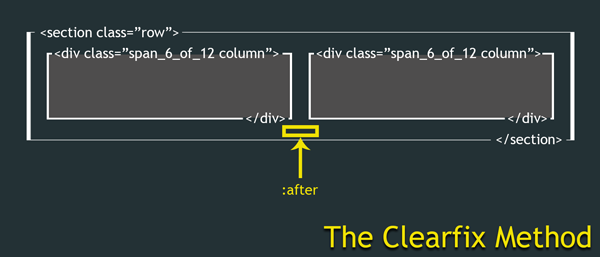 <section class=”row”>
<div class=”span_6_of_12 column”>
<div class=”span_6_of_12 column”>
</div>
</div>
</section>
:after
The Clearfix Method